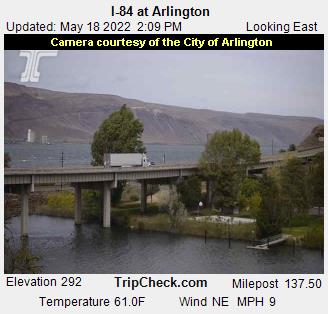 I-84 at Arlington
Updated: May 18 2022 2:09 PM Looking East
Camera courtesy of the City of Arlington
Elevation 292 TripCheck.com Milepost 137.50
Temperature 61.0F Wind NE MPH 9